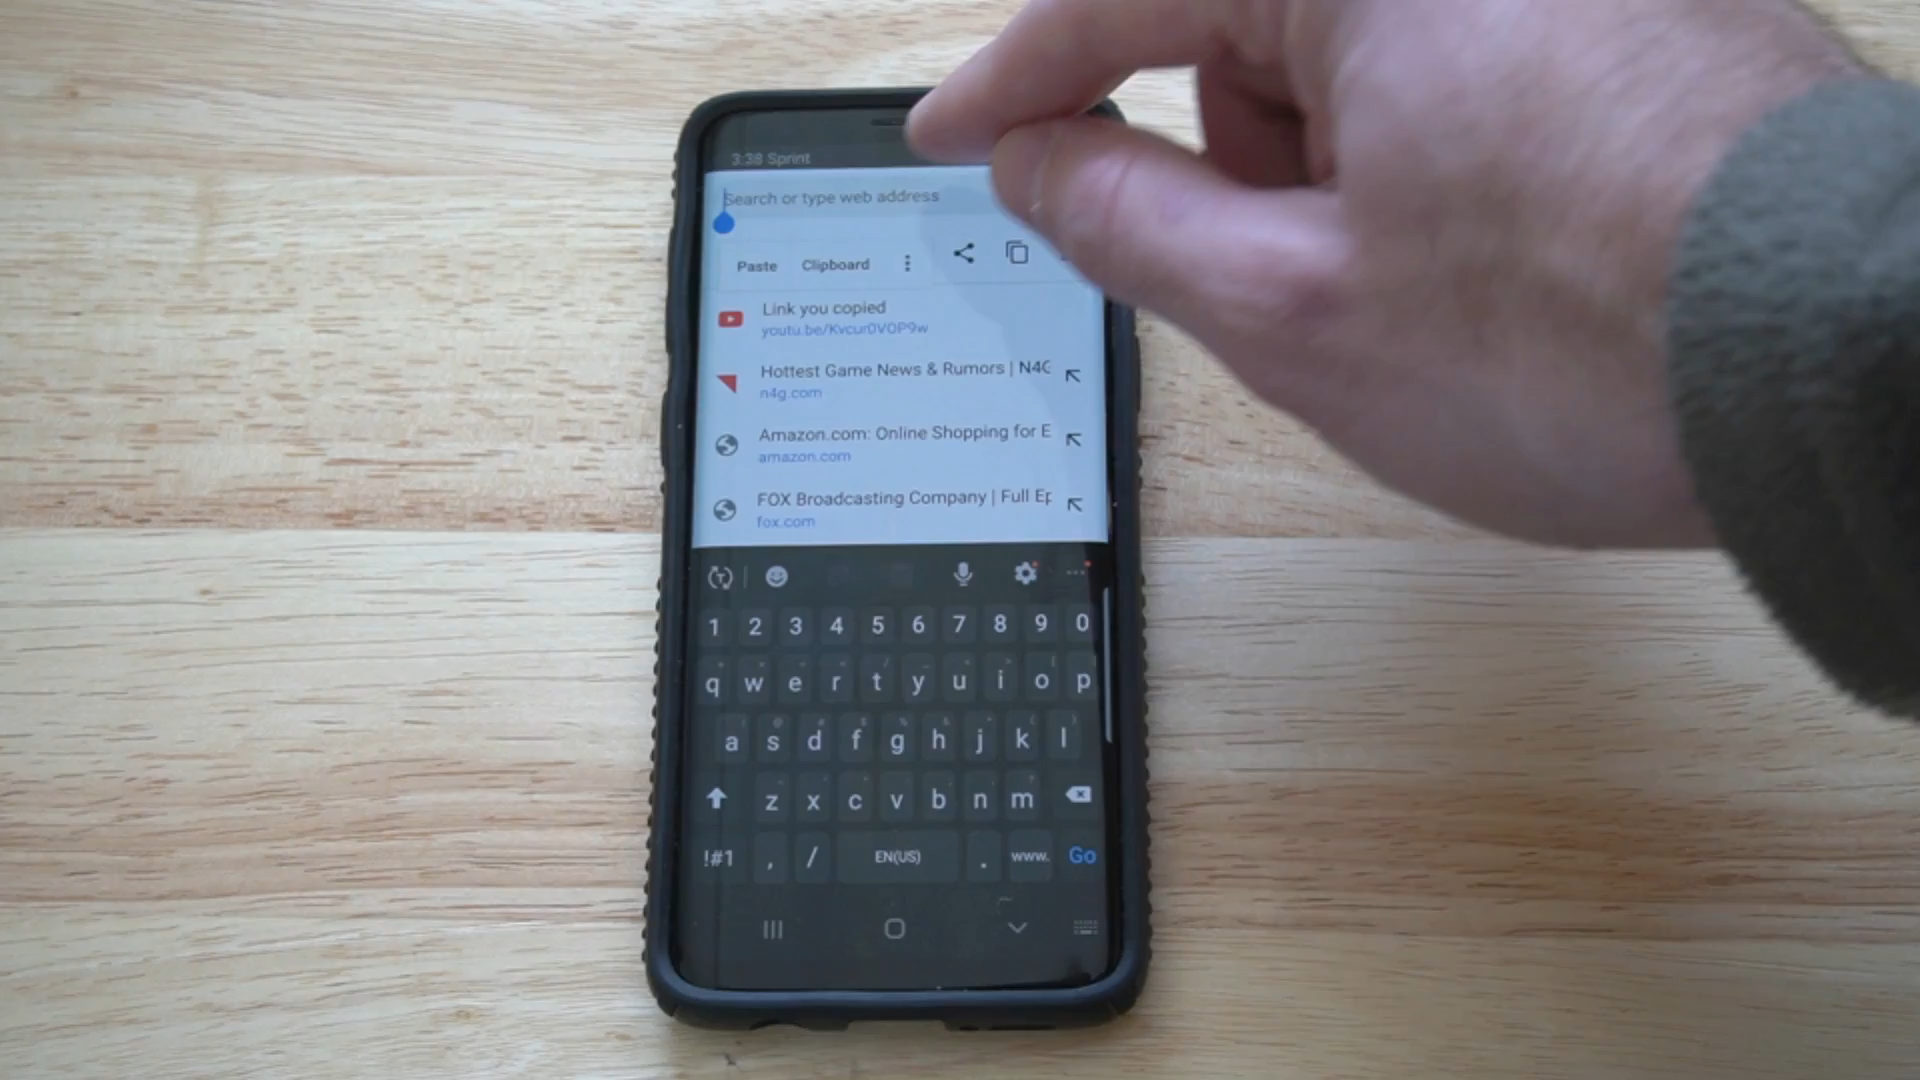 3:38 Sprint
Search or type web address
Paste Clipboard
Link you copied
youtu.be/Kvcur0VOP9w
Hottest Game News & Rumors | N4G
n4g.com
Amazon.com: Online Shopping for E
amazon.com
FOX Broadcasting Company | Full Ep
fox.com
1 2 3 4 5 6 7 8 9 0
q w e r t y u i o p
a s d f g h j k l
z x c v b n m
!#1 , / EN(US) . www. Go